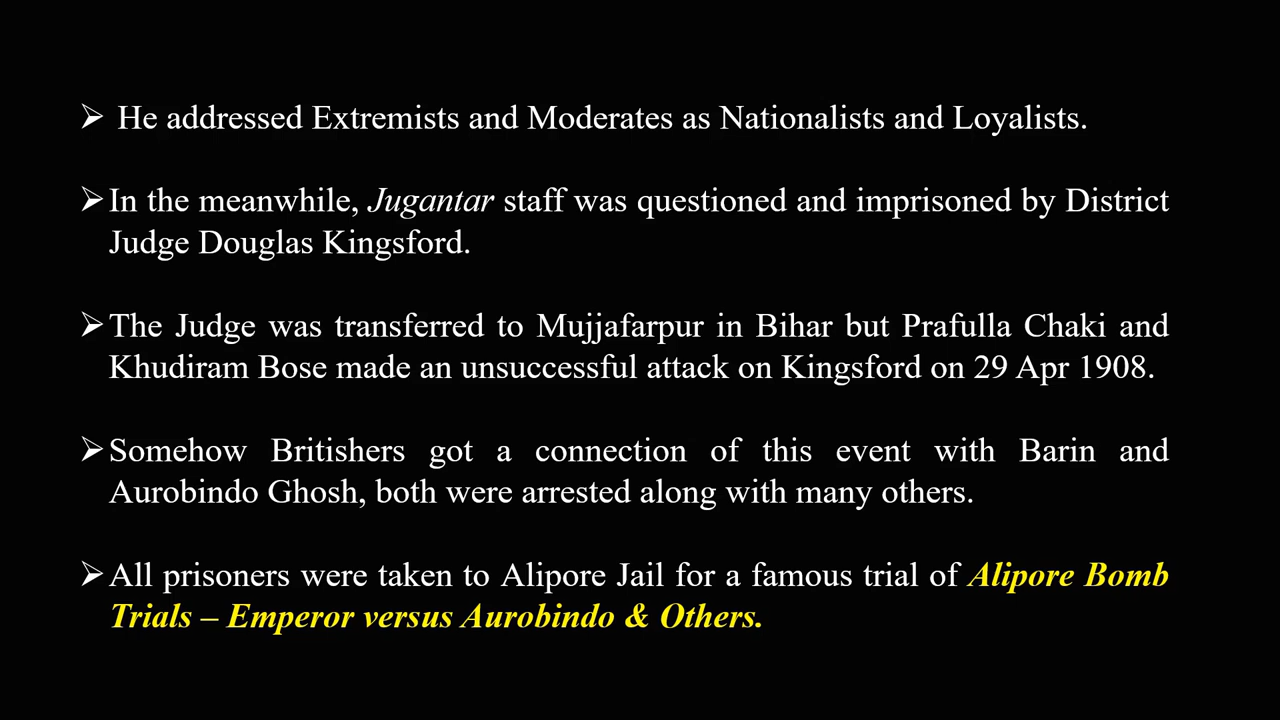 ➢ He addressed Extremists and Moderates as Nationalists and Loyalists.
➢ In the meanwhile, Jugantar staff was questioned and imprisoned by District
Judge Douglas Kingsford.
➢ The Judge was transferred to Mujjafarpur in Bihar but Prafulla Chaki and
Khudiram Bose made an unsuccessful attack on Kingsford on 29 Apr 1908.
➢ Somehow Britishers got a connection of this event with Barin and
Aurobindo Ghosh, both were arrested along with many others.
➢ All prisoners were taken to Alipore Jail for a famous trial of Alipore Bomb
Trials – Emperor versus Aurobindo & Others.